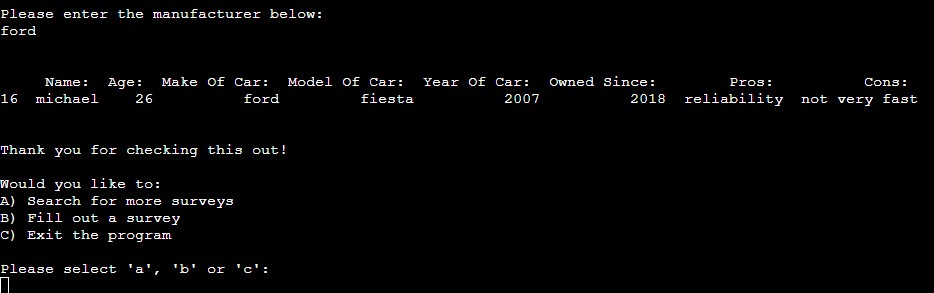 Please enter the manufacturer below:
ford
Name: Age: Make Of Car: Model Of Car: Year Of Car: Owned Since: Pros: Cons:
16 michael 26 ford fiesta 2007 2018 reliability not very fast
Thank you for checking this out!
Would you like to:
A) Search for more surveys
B) Fill out a survey
C) Exit the program
Please select 'a', 'b' or 'c':